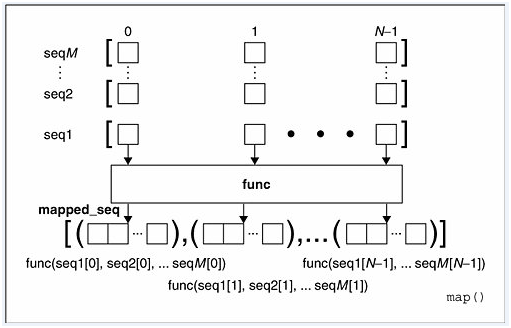 0 1 N–1
seqM [ ]
⋮
seq2 [ ]
seq1 [ • • • ]
func
mapped_seq
[( ... ),( ... ),...( ... )]
func(seq1[0], seq2[0], ... seqM[0]) func(seq1[N–1], ... seqM[N–1])
func(seq1[1], seq2[1], ... seqM[1])
map()